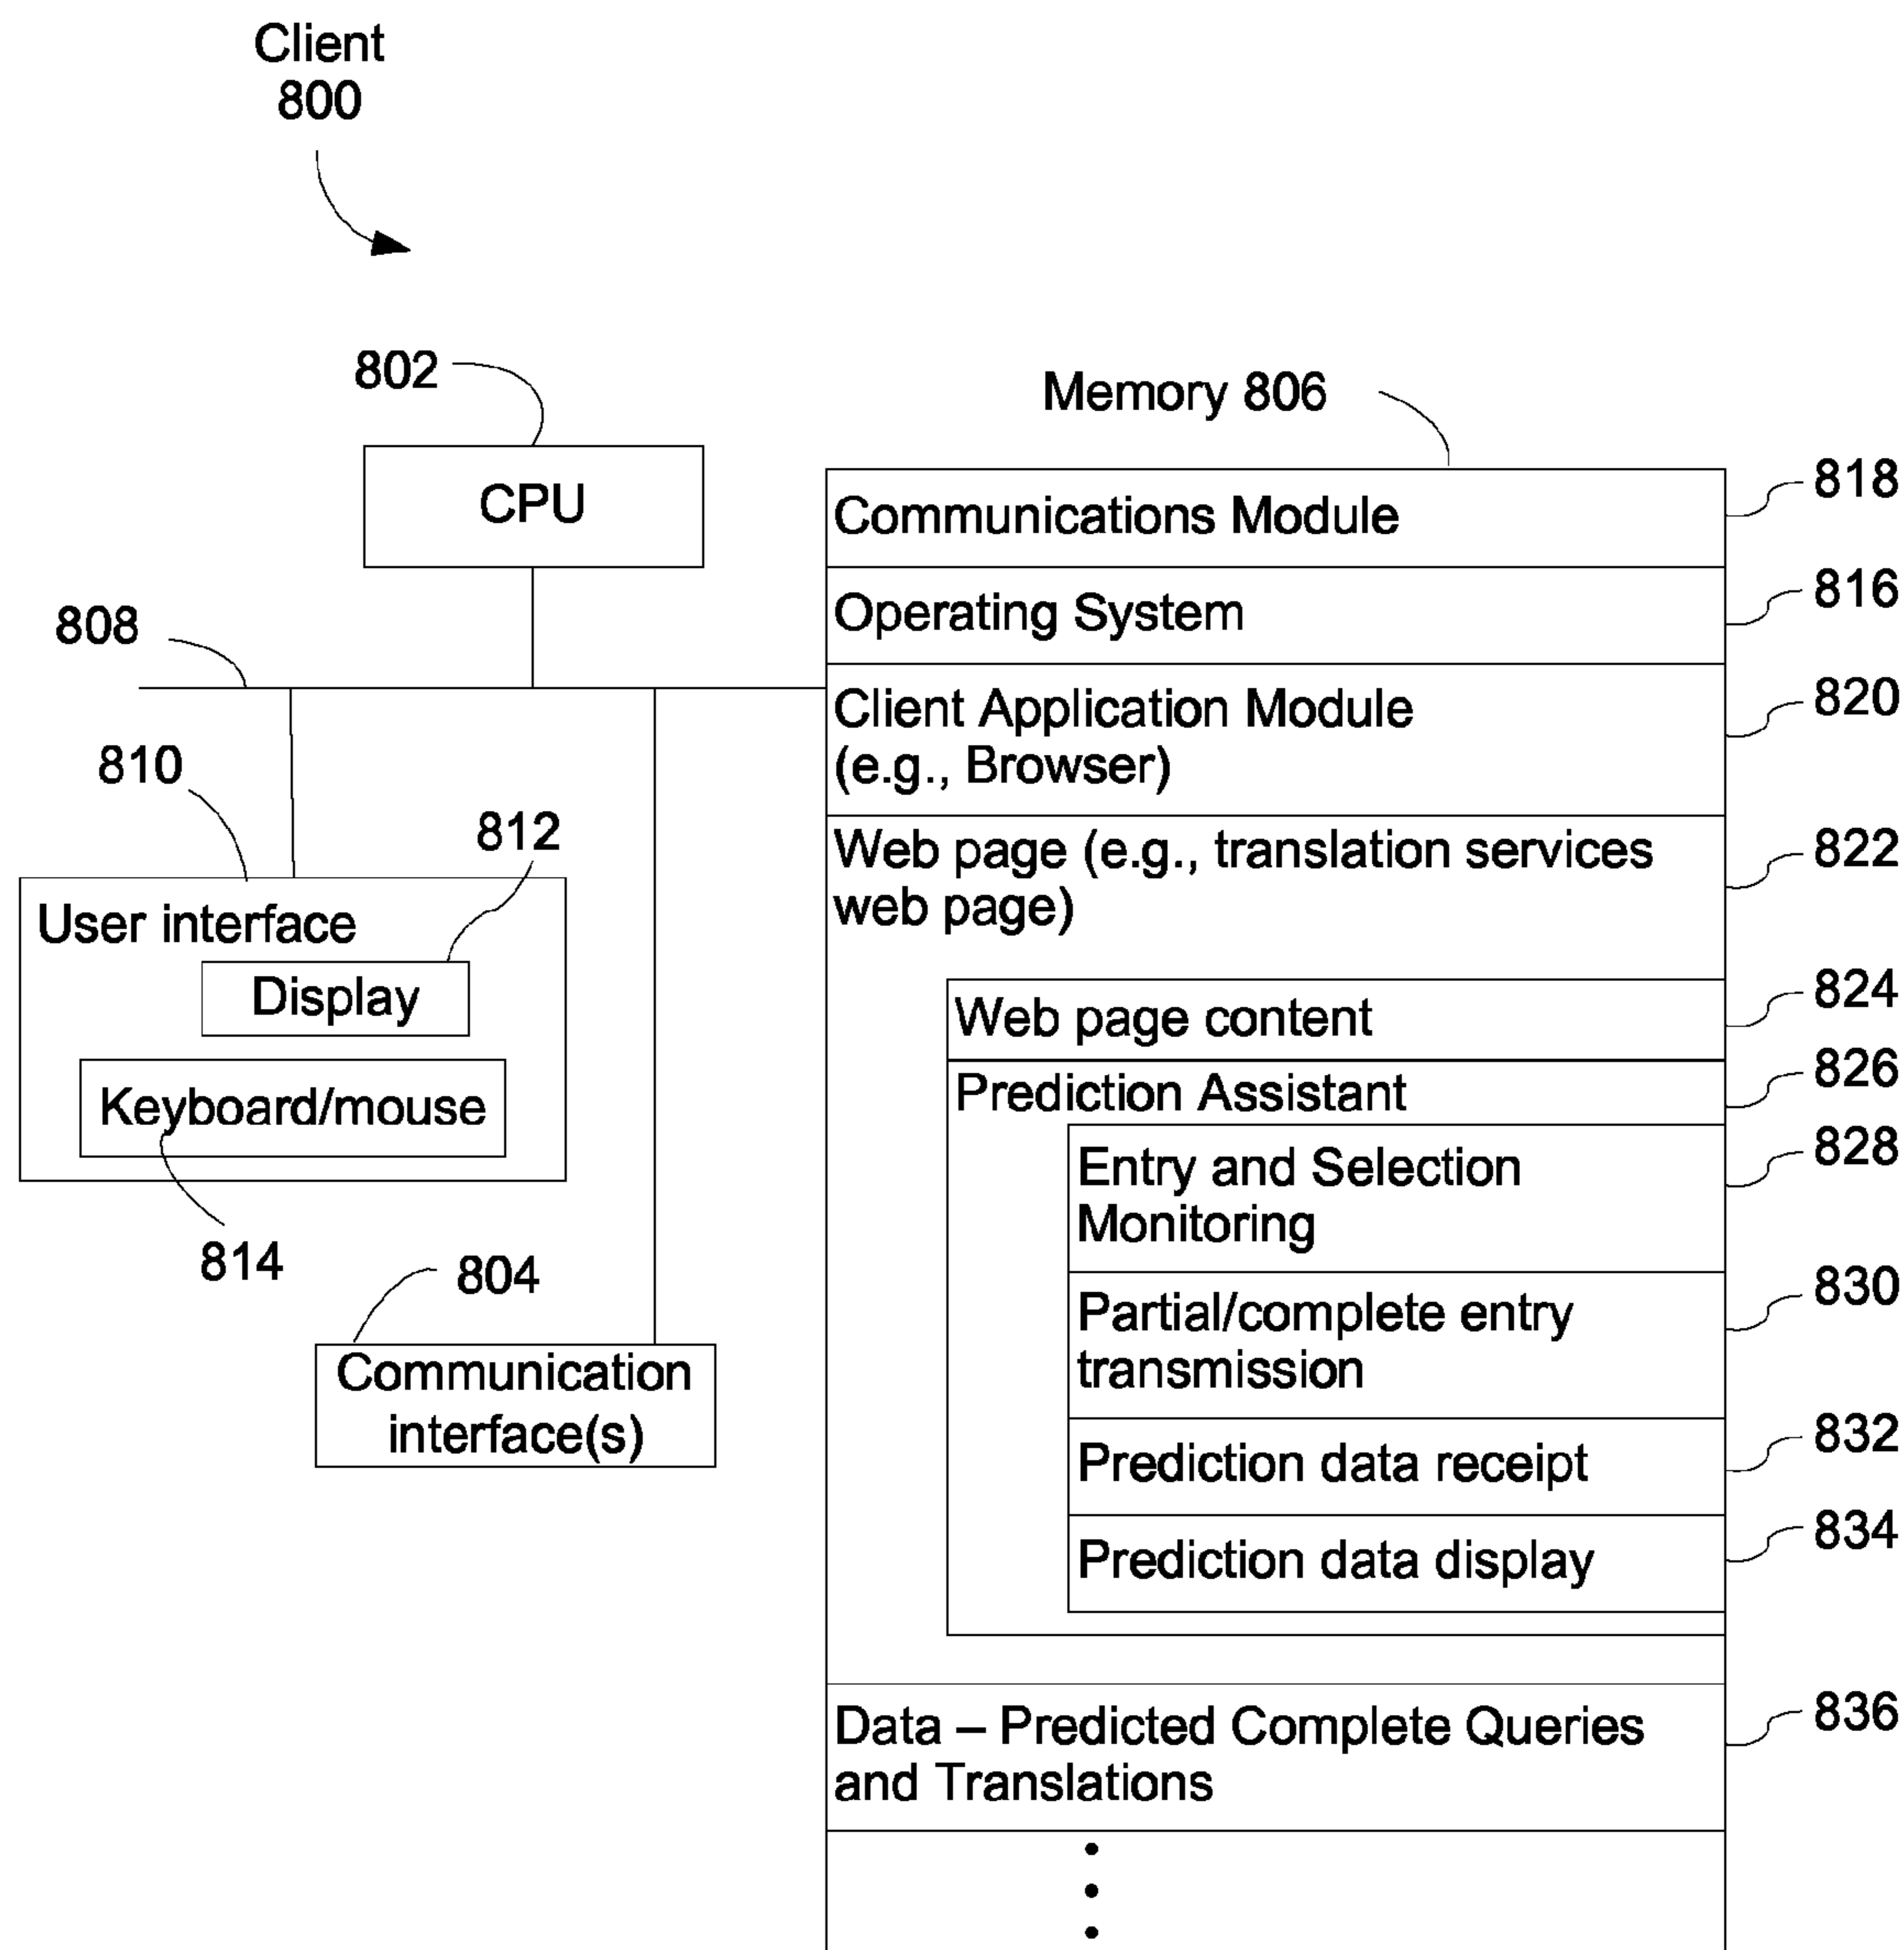 Client
800
802
CPU
808
810
812
User interface
Display
Keyboard/mouse
814
804
Communication
interface(s)
Memory 806
Communications Module
818
Operating System
816
Client Application Module
(e.g., Browser)
820
Web page (e.g., translation services
web page)
822
Web page content
824
Prediction Assistant
826
Entry and Selection
Monitoring
828
Partial/complete entry
transmission
830
Prediction data receipt
832
Prediction data display
834
Data – Predicted Complete Queries
and Translations
836